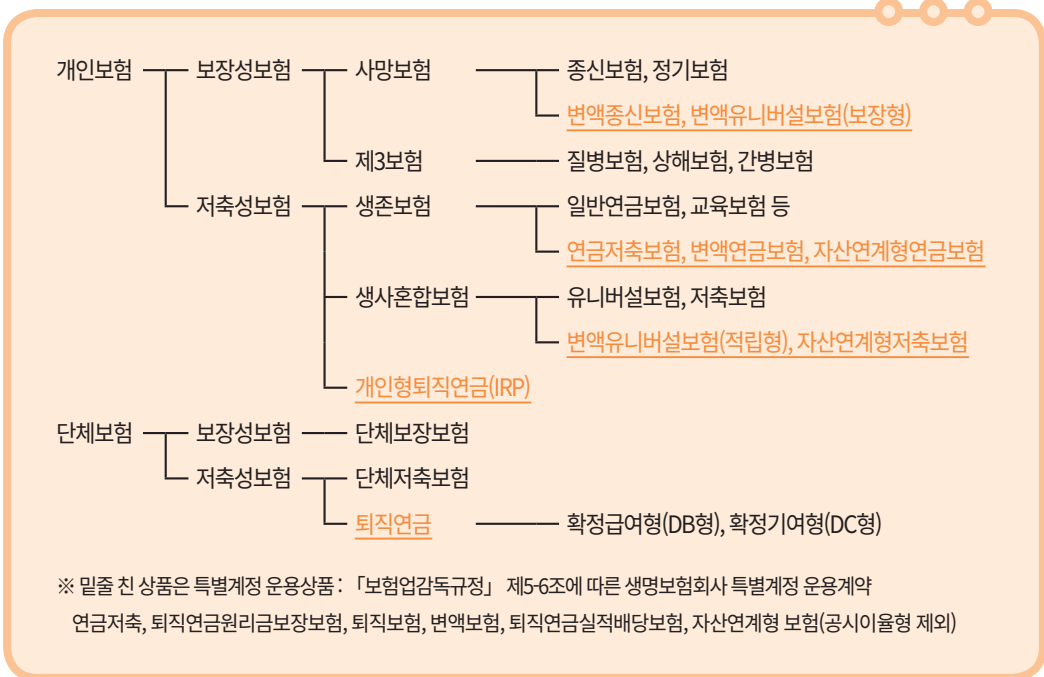 개인보험 보장성보험 사망보험 종신보험, 정기보험
변액종신보험, 변액유니버설보험(보장형)
제3보험 질병보험, 상해보험, 간병보험
저축성보험 생존보험 일반연금보험, 교육보험 등
연금저축보험, 변액연금보험, 자산연계형연금보험
생사혼합보험 유니버설보험, 저축보험
변액유니버설보험(적립형), 자산연계형저축보험
개인형퇴직연금(IRP)
단체보험 보장성보험 단체보장보험
저축성보험 단체저축보험
퇴직연금 확정급여형(DB형), 확정기여형(DC형)
※ 밑줄 친 상품은 특별계정 운용상품 : 「보험업감독규정」 제5-6조에 따른 생명보험회사 특별계정 운용계약
연금저축, 퇴직연금원리금보장보험, 퇴직보험, 변액보험, 퇴직연금실적배당보험, 자산연계형 보험(공시이율형 제외)